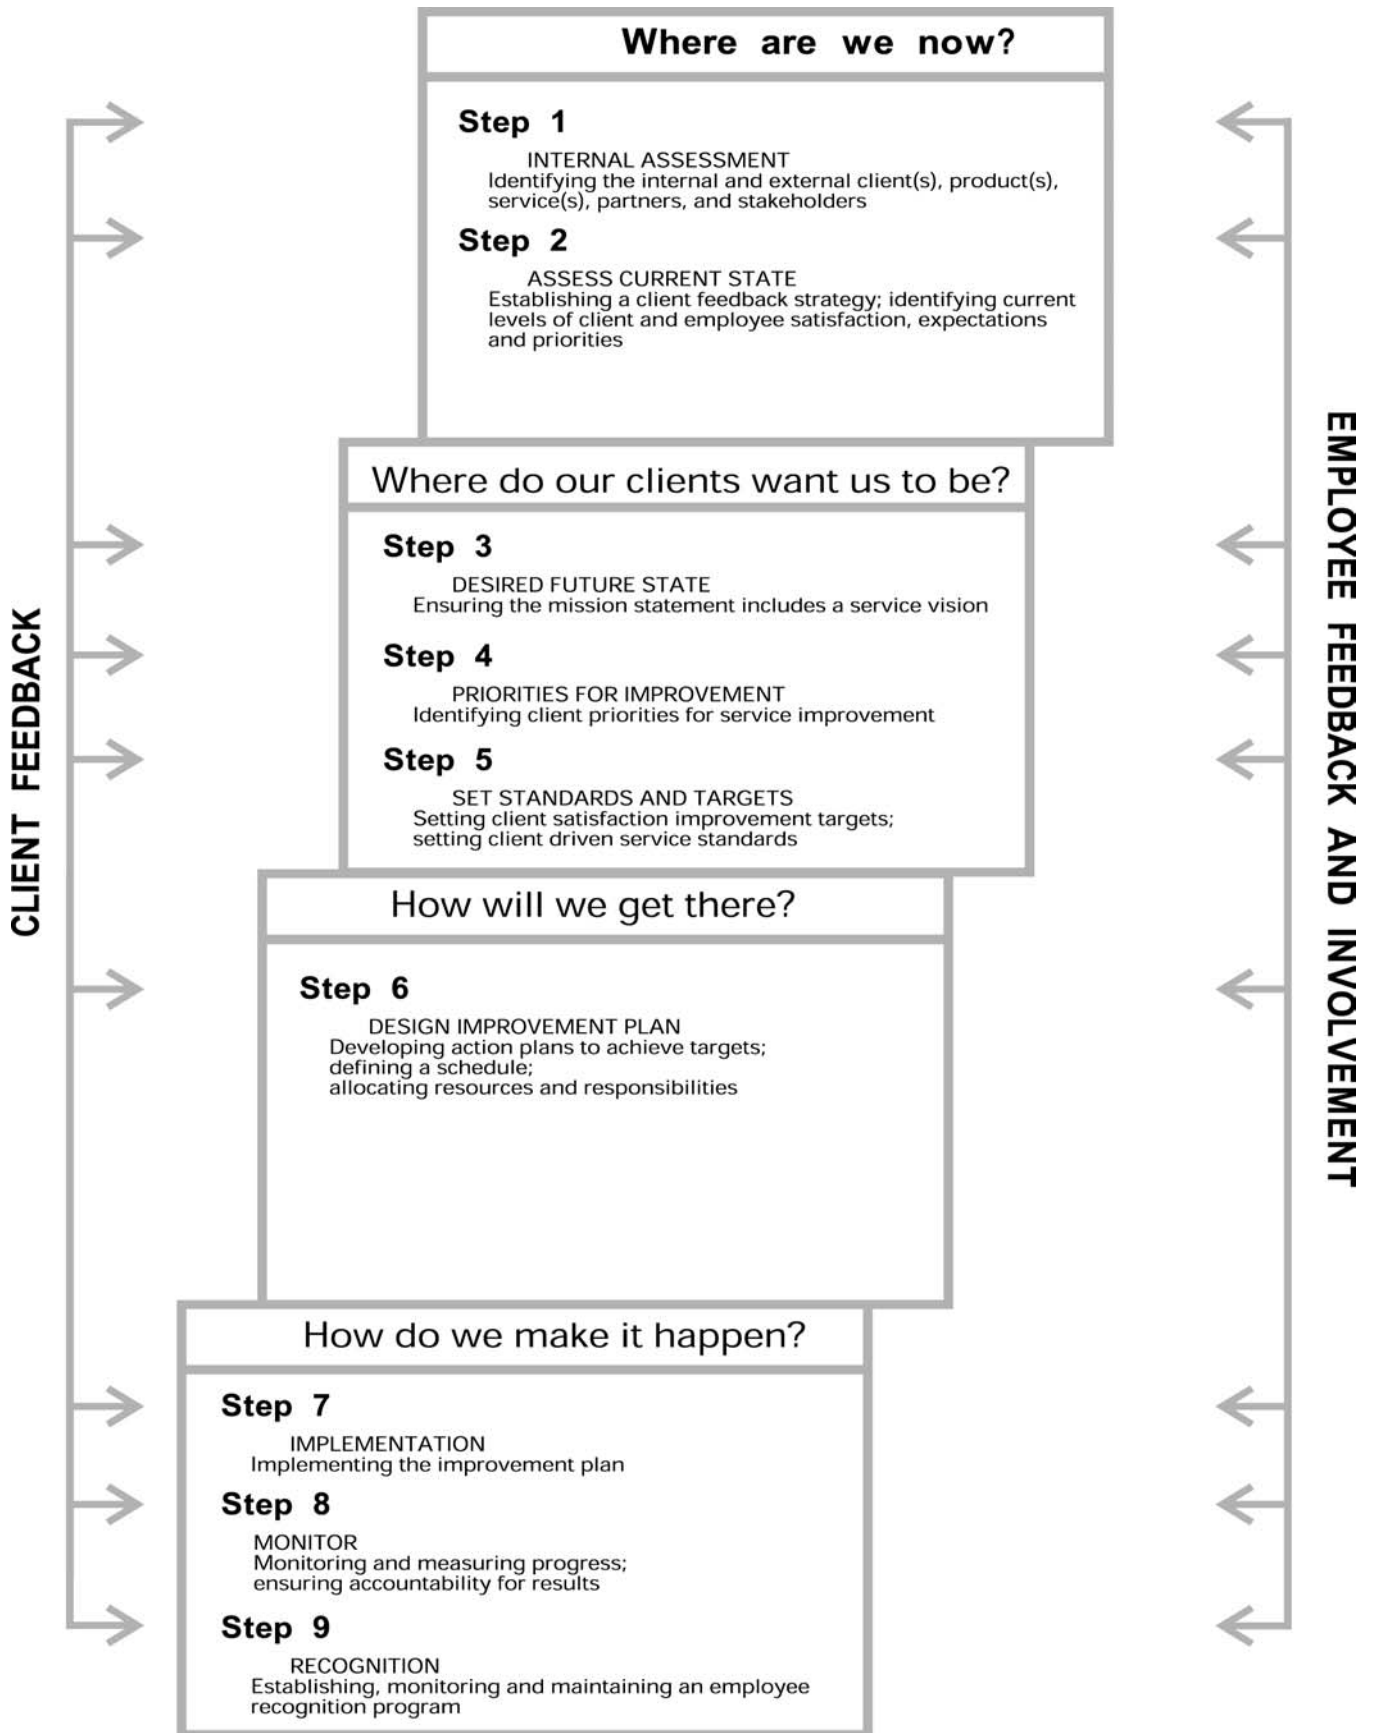 Where are we now?
Step 1
INTERNAL ASSESSMENT
Identifying the internal and external client(s), product(s),
service(s), partners, and stakeholders
Step 2
ASSESS CURRENT STATE
Establishing a client feedback strategy; identifying current
levels of client and employee satisfaction, expectations
and priorities
Where do our clients want us to be?
Step 3
DESIRED FUTURE STATE
Ensuring the mission statement includes a service vision
Step 4
PRIORITIES FOR IMPROVEMENT
Identifying client priorities for service improvement
Step 5
SET STANDARDS AND TARGETS
Setting client satisfaction improvement targets;
setting client driven service standards
How will we get there?
Step 6
DESIGN IMPROVEMENT PLAN
Developing action plans to achieve targets;
defining a schedule;
allocating resources and responsibilities
How do we make it happen?
Step 7
IMPLEMENTATION
Implementing the improvement plan
Step 8
MONITOR
Monitoring and measuring progress;
ensuring accountability for results
Step 9
RECOGNITION
Establishing, monitoring and maintaining an employee
recognition program
CLIENT FEEDBACK
EMPLOYEE FEEDBACK AND INVOLVEMENT